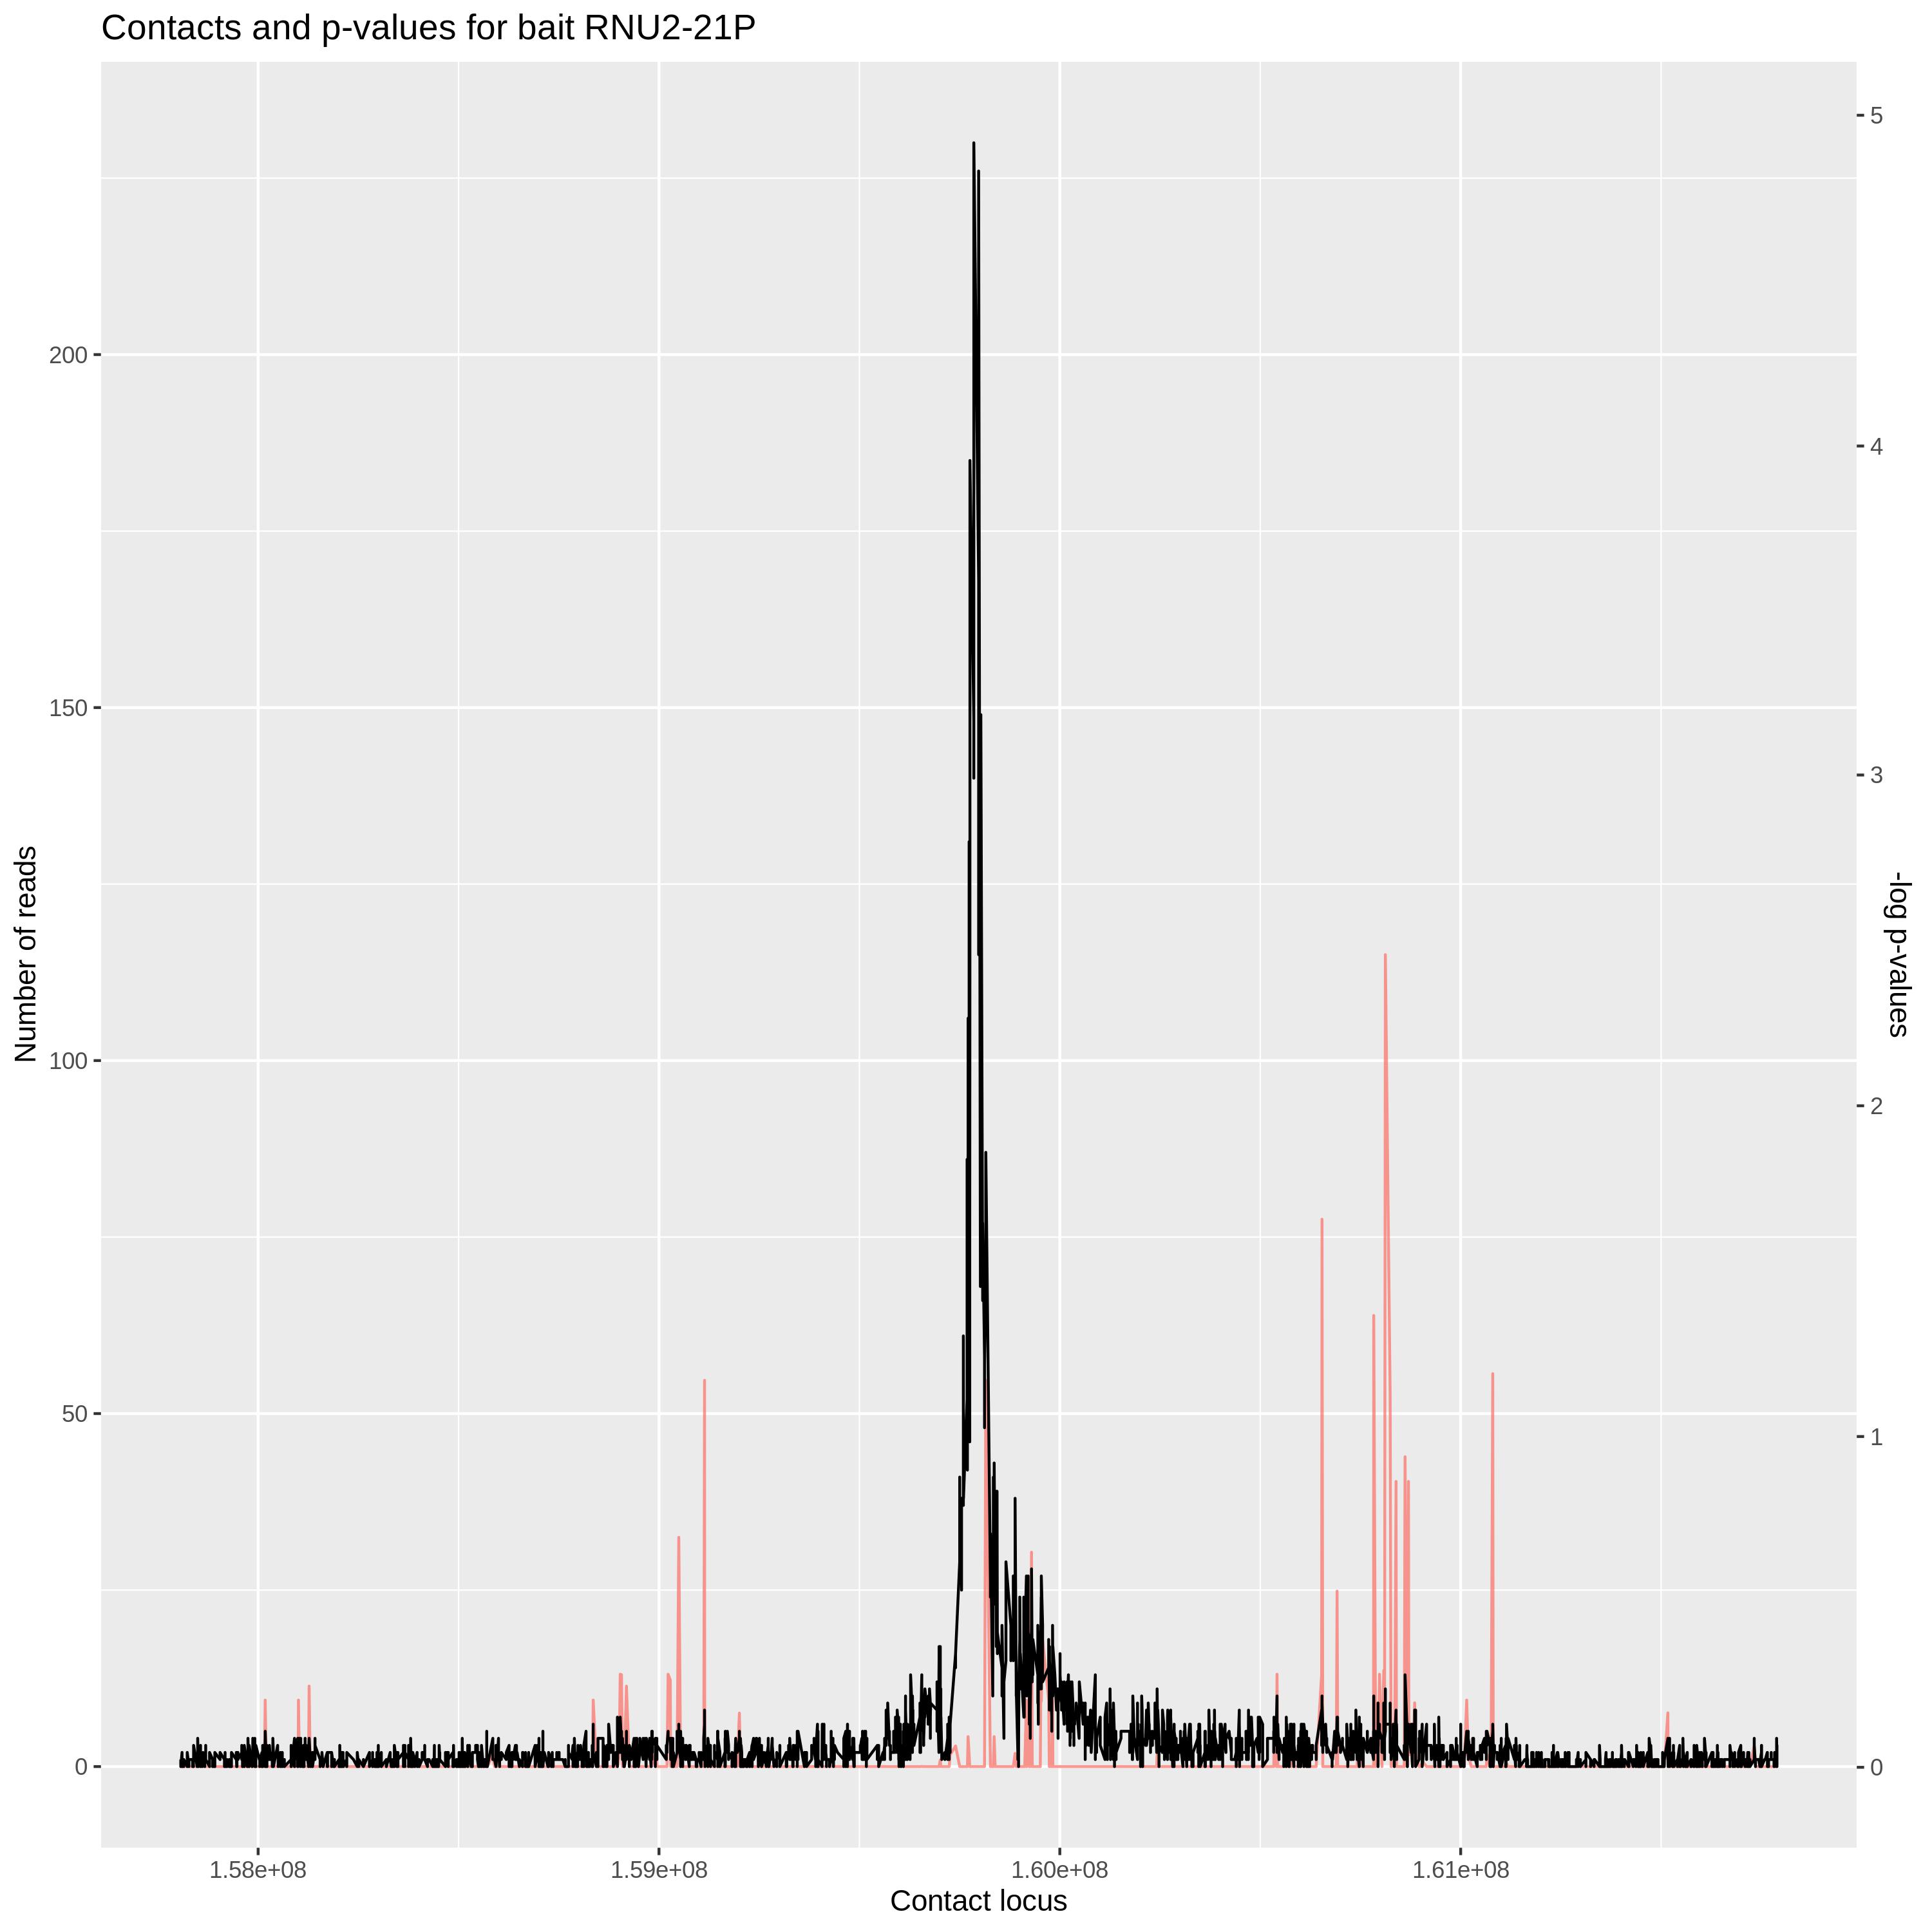 Contacts and p-values for bait RNU2-21P
Number of reads
200
150
100
50
0
5
4
3
2
1
0
-log p-values
1.58e+08
1.59e+08
1.60e+08
1.61e+08
Contact locus